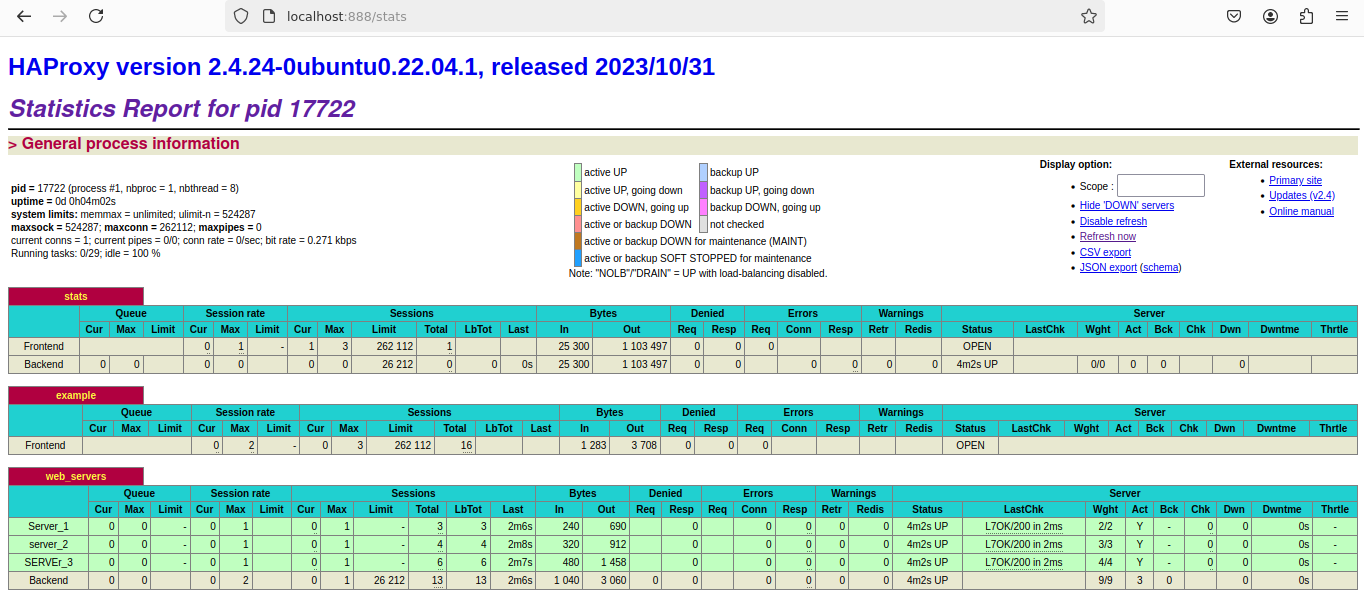 localhost:888/stats
HAProxy version 2.4.24-0ubuntu0.22.04.1, released 2023/10/31
Statistics Report for pid 17722
> General process information
pid = 17722 (process #1, nbproc = 1, nbthread = 8)
uptime = 0d 0h04m02s
system limits: memmax = unlimited; ulimit-n = 524287
maxsock = 524287; maxconn = 262112; maxpipes = 0
current conns = 1; current pipes = 0/0; conn rate = 0/sec; bit rate = 0.271 kbps
Running tasks: 0/29; idle = 100 %
active UP backup UP
active UP, going down backup UP, going down
active DOWN, going up backup DOWN, going up
active or backup DOWN not checked
active or backup DOWN for maintenance (MAINT)
active or backup SOFT STOPPED for maintenance
Note: "NOLB"/"DRAIN" = UP with load-balancing disabled.
Display option:
• Scope :
• Hide 'DOWN' servers
• Disable refresh
• Refresh now
• CSV export
• JSON export (schema)
External resources:
• Primary site
• Updates (v2.4)
• Online manual
stats
Queue Session rate Sessions Bytes Denied Errors Warnings Server
Cur Max Limit Cur Max Limit Cur Max Limit Total LbTot Last In Out Req Resp Req Conn Resp Retr Redis Status LastChk Wght Act Bck Chk Dwn Dwntme Thrtle
Frontend 0 1 - 1 3 262 112 1 25 300 1 103 497 0 0 0 OPEN
Backend 0 0 0 0 0 0 26 212 0 0 0s 25 300 1 103 497 0 0 0 0 0 0 4m2s UP 0/0 0 0 0
example
Queue Session rate Sessions Bytes Denied Errors Warnings Server
Cur Max Limit Cur Max Limit Cur Max Limit Total LbTot Last In Out Req Resp Req Conn Resp Retr Redis Status LastChk Wght Act Bck Chk Dwn Dwntme Thrtle
Frontend 0 2 - 0 3 262 112 16 1 283 3 708 0 0 0 OPEN
web_servers
Queue Session rate Sessions Bytes Denied Errors Warnings Server
Cur Max Limit Cur Max Limit Cur Max Limit Total LbTot Last In Out Req Resp Req Conn Resp Retr Redis Status LastChk Wght Act Bck Chk Dwn Dwntme Thrtle
Server_1 0 0 - 0 1 0 1 - 3 3 2m6s 240 690 0 0 0 0 0 4m2s UP L7OK/200 in 2ms 2/2 Y - 0 0 0s -
server_2 0 0 - 0 1 0 1 - 4 4 2m8s 320 912 0 0 0 0 0 4m2s UP L7OK/200 in 2ms 3/3 Y - 0 0 0s -
SERVEr_3 0 0 - 0 1 0 1 - 6 6 2m7s 480 1 458 0 0 0 0 0 4m2s UP L7OK/200 in 2ms 4/4 Y - 0 0 0s -
Backend 0 0 0 2 0 1 26 212 13 13 2m6s 1 040 3 060 0 0 0 0 0 0 4m2s UP 9/9 3 0 0 0s